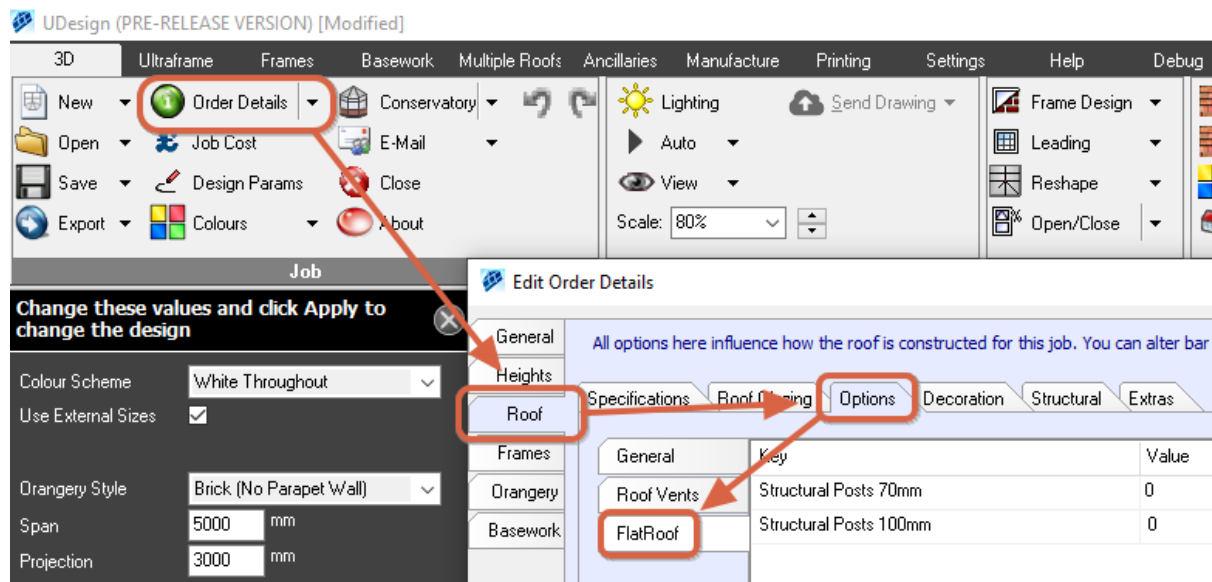 UDesign (PRE-RELEASE VERSION) [Modified]
3D Ultraframe Frames Basework Multiple Roofs Ancillaries Manufacture Printing Settings Help Debug
New Order Details Conservatory Lighting Send Drawing Frame Design
Open Job Cost E-Mail Auto Leading
Save Design Params Close View Reshape
Export Colours About Scale: 80% Open/Close
Job
Edit Order Details
Change these values and click Apply to
change the design
General All options here influence how the roof is constructed for this job. You can alter bar
Colour Scheme White Throughout Heights
Specifications Roof Glazing Options Decoration Structural Extras
Use External Sizes Roof
Frames General Key Value
Orangery Style Brick (No Parapet Wall) Orangery Roof Vents Structural Posts 70mm 0
Span 5000 mm Basework FlatRoof Structural Posts 100mm 0
Projection 3000 mm